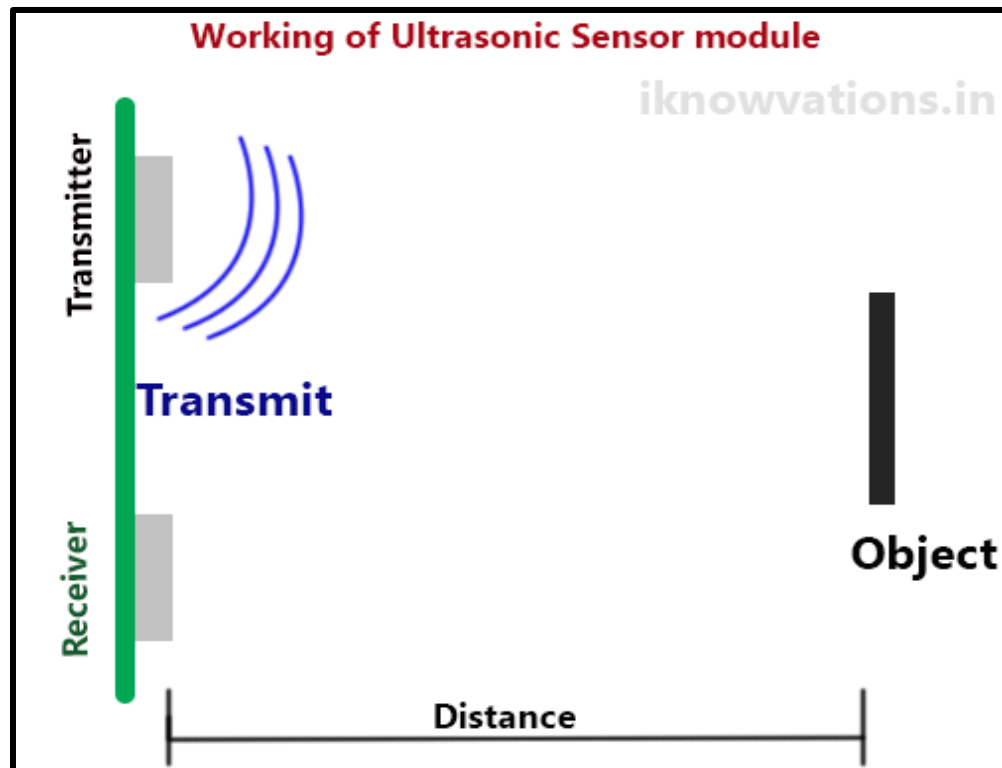 Working of Ultrasonic Sensor module
iknowvations.in
Transmitter
Transmit
Receiver
Object
Distance